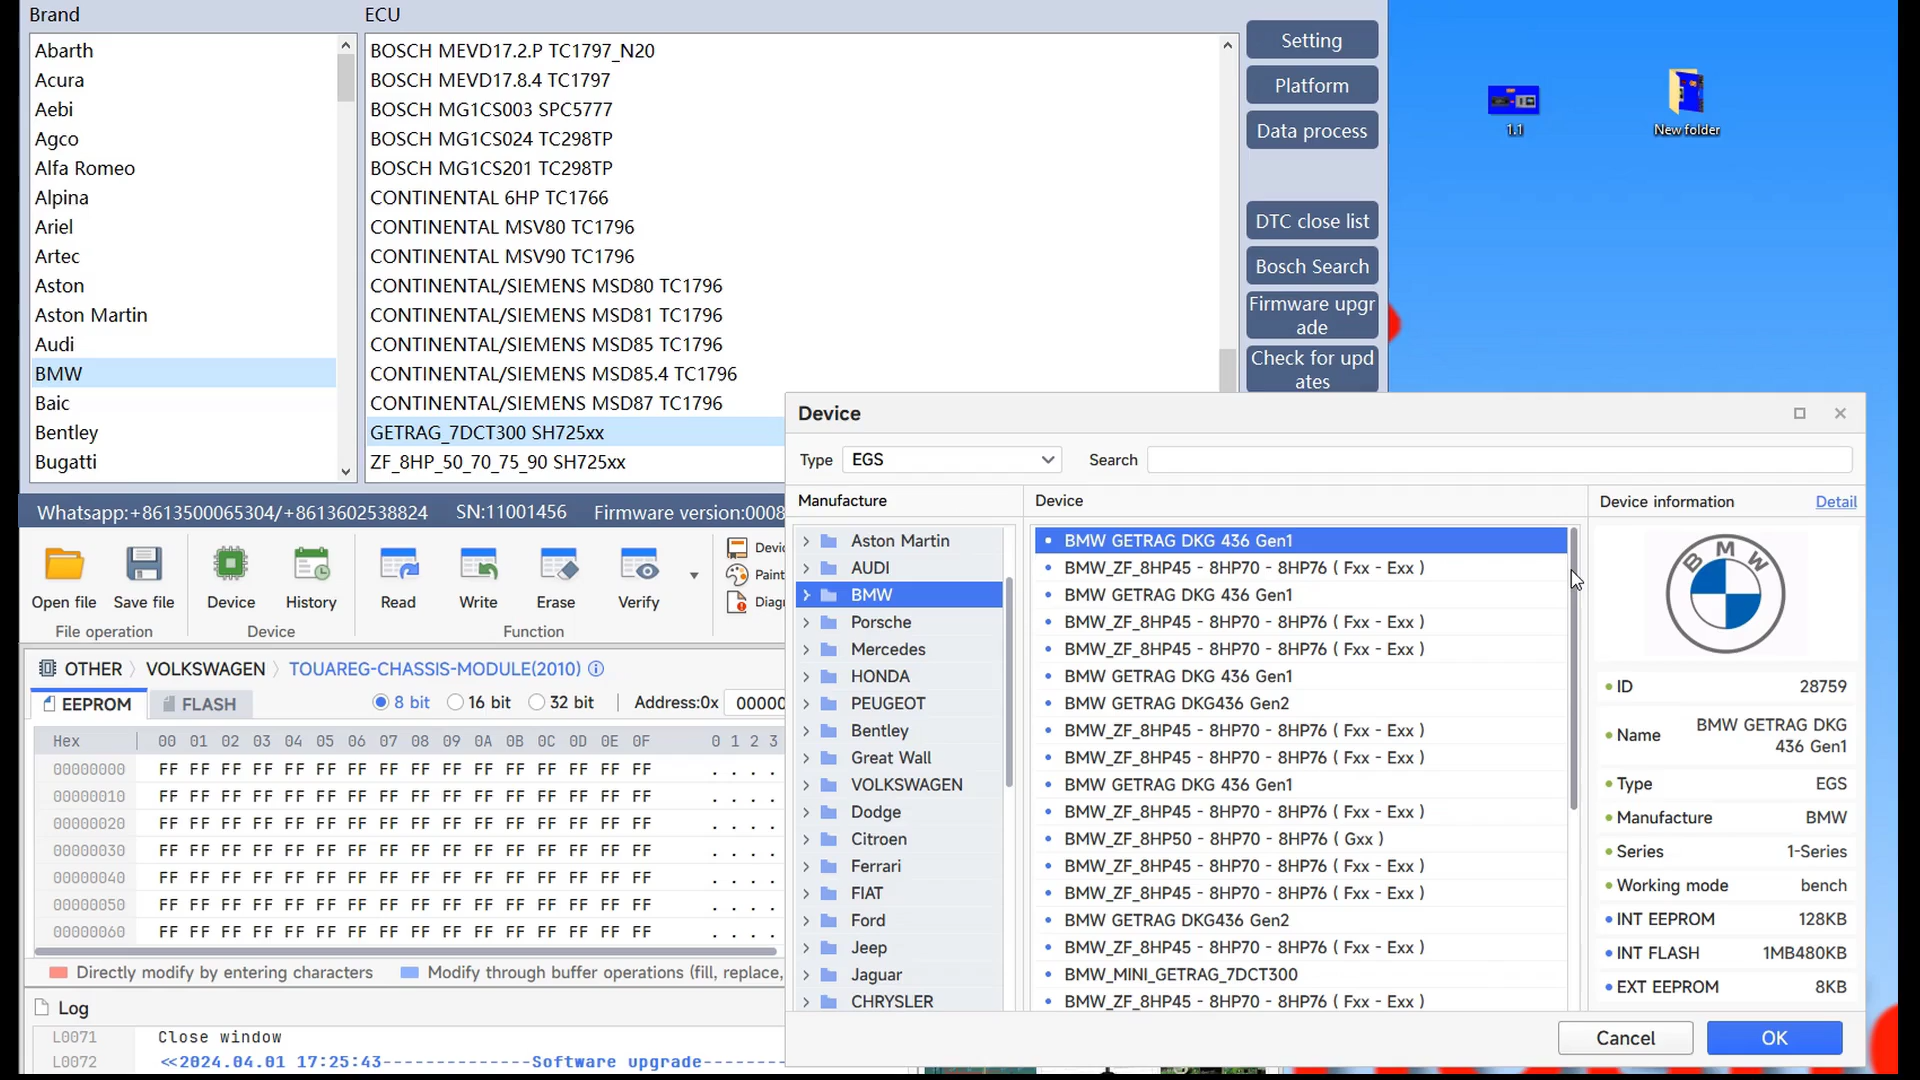 Brand
ECU
Abarth
Acura
Aebi
Agco
Alfa Romeo
Alpina
Ariel
Artec
Aston
Aston Martin
Audi
BMW
Baic
Bentley
Bugatti
BOSCH MEVD17.2.P TC1797_N20
BOSCH MEVD17.8.4 TC1797
BOSCH MG1CS003 SPC5777
BOSCH MG1CS024 TC298TP
BOSCH MG1CS201 TC298TP
CONTINENTAL 6HP TC1766
CONTINENTAL MSV80 TC1796
CONTINENTAL MSV90 TC1796
CONTINENTAL/SIEMENS MSD80 TC1796
CONTINENTAL/SIEMENS MSD81 TC1796
CONTINENTAL/SIEMENS MSD85 TC1796
CONTINENTAL/SIEMENS MSD85.4 TC1796
CONTINENTAL/SIEMENS MSD87 TC1796
GETRAG_7DCT300 SH725xx
ZF_8HP_50_70_75_90 SH725xx
Setting
Platform
Data process
DTC close list
Bosch Search
Firmware upgr
ade
Check for upd
ates
1.1
New folder
Whatsapp:+8613500065304/+8613602538824 SN:11001456 Firmware version:0008
Open file
Save file
Device
History
Read
Write
Erase
Verify
Devic
Paint
Diagn
File operation
Device
Function
OTHER > VOLKSWAGEN > TOUAREG-CHASSIS-MODULE(2010)
EEPROM
FLASH
8 bit
16 bit
32 bit
Address:0x
00000
Hex 00 01 02 03 04 05 06 07 08 09 0A 0B 0C 0D 0E 0F 0 1 2 3
00000000 FF FF FF FF FF FF FF FF FF FF FF FF FF FF FF FF . . . .
00000010 FF FF FF FF FF FF FF FF FF FF FF FF FF FF FF FF . . . .
00000020 FF FF FF FF FF FF FF FF FF FF FF FF FF FF FF FF . . . .
00000030 FF FF FF FF FF FF FF FF FF FF FF FF FF FF FF FF . . . .
00000040 FF FF FF FF FF FF FF FF FF FF FF FF FF FF FF FF . . . .
00000050 FF FF FF FF FF FF FF FF FF FF FF FF FF FF FF FF . . . .
00000060 FF FF FF FF FF FF FF FF FF FF FF FF FF FF FF FF . . . .
Directly modify by entering characters
Modify through buffer operations (fill, replace,
Log
L0071 Close window
L0072 <<2024.04.01 17:25:43--------------Software upgrade-------
Device
Type
EGS
Search
Manufacture
Aston Martin
AUDI
BMW
Porsche
Mercedes
HONDA
PEUGEOT
Bentley
Great Wall
VOLKSWAGEN
Dodge
Citroen
Ferrari
FIAT
Ford
Jeep
Jaguar
CHRYSLER
Device
BMW GETRAG DKG 436 Gen1
BMW_ZF_8HP45 - 8HP70 - 8HP76 ( Fxx - Exx )
BMW GETRAG DKG 436 Gen1
BMW_ZF_8HP45 - 8HP70 - 8HP76 ( Fxx - Exx )
BMW_ZF_8HP45 - 8HP70 - 8HP76 ( Fxx - Exx )
BMW GETRAG DKG 436 Gen1
BMW GETRAG DKG436 Gen2
BMW_ZF_8HP45 - 8HP70 - 8HP76 ( Fxx - Exx )
BMW_ZF_8HP45 - 8HP70 - 8HP76 ( Fxx - Exx )
BMW GETRAG DKG 436 Gen1
BMW_ZF_8HP45 - 8HP70 - 8HP76 ( Fxx - Exx )
BMW_ZF_8HP50 - 8HP70 - 8HP76 ( Gxx )
BMW_ZF_8HP45 - 8HP70 - 8HP76 ( Fxx - Exx )
BMW_ZF_8HP45 - 8HP70 - 8HP76 ( Fxx - Exx )
BMW GETRAG DKG436 Gen2
BMW_ZF_8HP45 - 8HP70 - 8HP76 ( Fxx - Exx )
BMW_MINI_GETRAG_7DCT300
BMW_ZF_8HP45 - 8HP70 - 8HP76 ( Fxx - Exx )
Device information
Detail
BMW
ID 28759
Name BMW GETRAG DKG
436 Gen1
Type EGS
Manufacture BMW
Series 1-Series
Working mode bench
INT EEPROM 128KB
INT FLASH 1MB480KB
EXT EEPROM 8KB
Cancel
OK